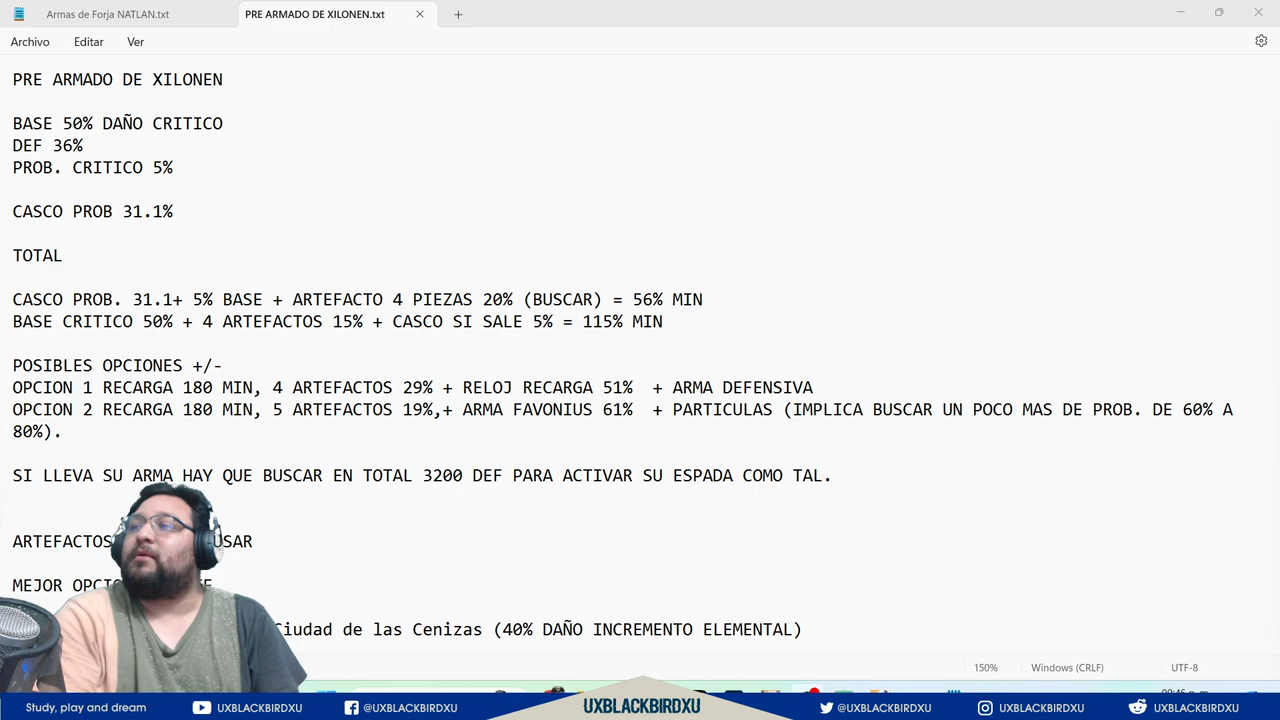 Armas de Forja NATLAN.txt
PRE ARMADO DE XILONEN.txt
Archivo Editar Ver
PRE ARMADO DE XILONEN
BASE 50% DAÑO CRITICO
DEF 36%
PROB. CRITICO 5%
CASCO PROB 31.1%
TOTAL
CASCO PROB. 31.1+ 5% BASE + ARTEFACTO 4 PIEZAS 20% (BUSCAR) = 56% MIN
BASE CRITICO 50% + 4 ARTEFACTOS 15% + CASCO SI SALE 5% = 115% MIN
POSIBLES OPCIONES +/-
OPCION 1 RECARGA 180 MIN, 4 ARTEFACTOS 29% + RELOJ RECARGA 51%  + ARMA DEFENSIVA
OPCION 2 RECARGA 180 MIN, 5 ARTEFACTOS 19%,+ ARMA FAVONIUS 61%  + PARTICULAS (IMPLICA BUSCAR UN POCO MAS DE PROB. DE 60% A
80%).
SI LLEVA SU ARMA HAY QUE BUSCAR EN TOTAL 3200 DEF PARA ACTIVAR SU ESPADA COMO TAL.
ARTEFACTOS USAR
MEJOR
Ciudad de las Cenizas (40% DAÑO INCREMENTO ELEMENTAL)
150% Windows (CRLF) UTF-8
Study, play and dream UXBLACKBIRDXU @UXBLACKBIRDXU UXBLACKBIRDXU @UXBLACKBIRDXU UXBLACKBIRDXU UXBLACKBIRDXU